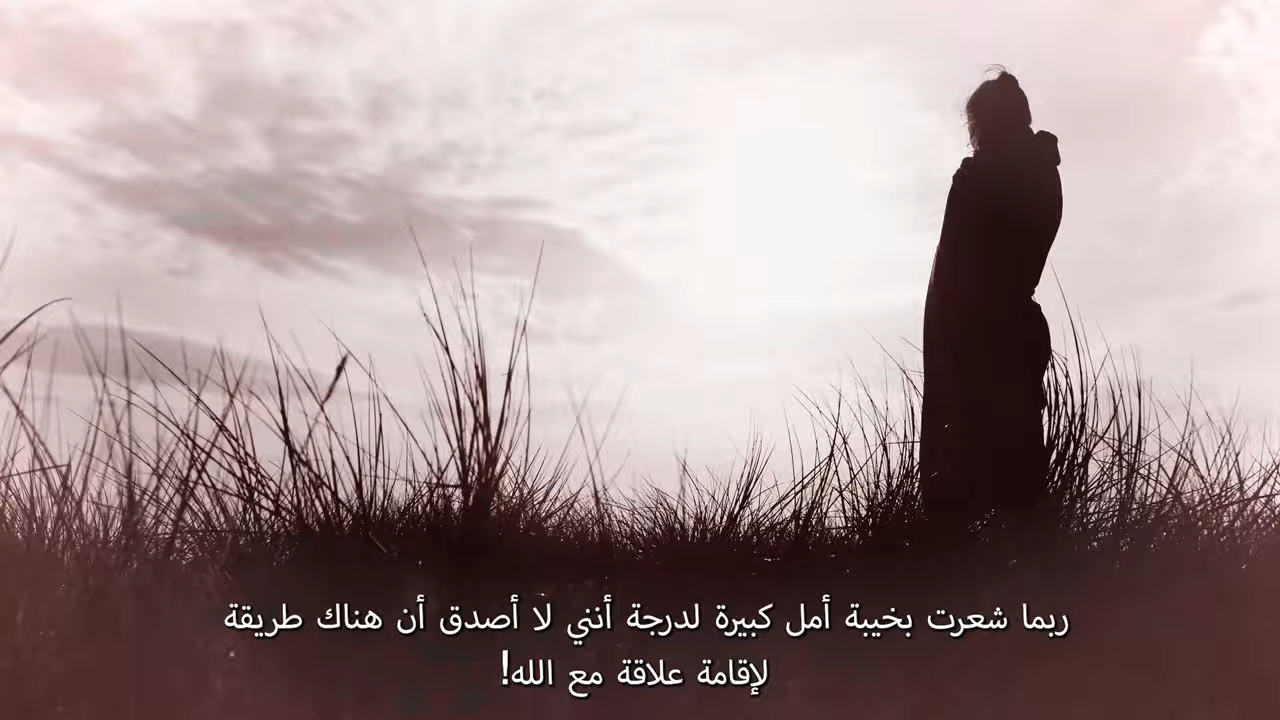 ربما شعرت بخيبة أمل كبيرة لدرجة أنني لا أصدق أن هناك طريقة
لإقامة علاقة مع الله!